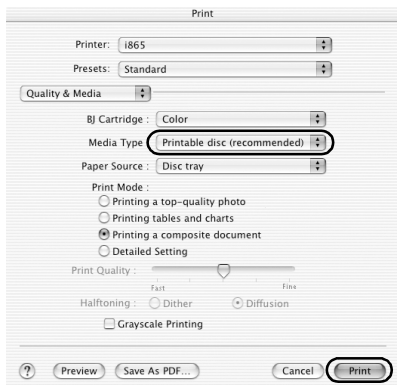 Print
Printer: i865
Presets: Standard
Quality & Media
BJ Cartridge : Color
Media Type Printable disc (recommended)
Paper Source : Disc tray
Print Mode :
Printing a top-quality photo
Printing tables and charts
Printing a composite document
Detailed Setting
Print Quality :
Fast Fine
Halftoning : Dither Diffusion
Grayscale Printing
? Preview Save As PDF... Cancel Print